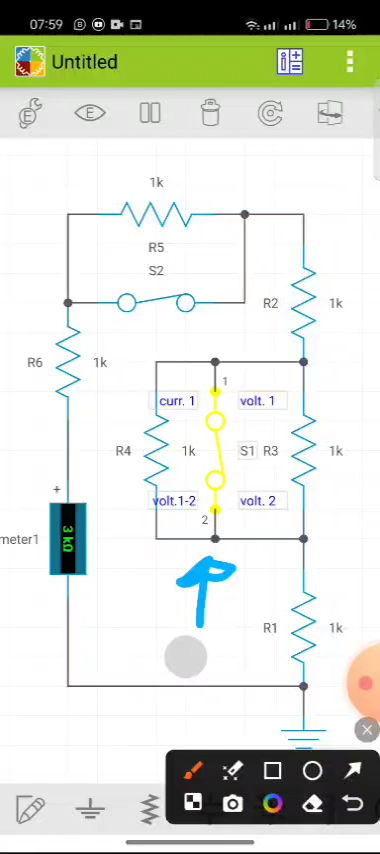 07:59 14%
Untitled
E E
1k
R5
S2
R2 1k
R6 1k
1
curr. 1 volt. 1
R4 1k S1 R3 1k
volt.1-2 volt. 2
+ 2
meter1 3 kΩ
R1 1k